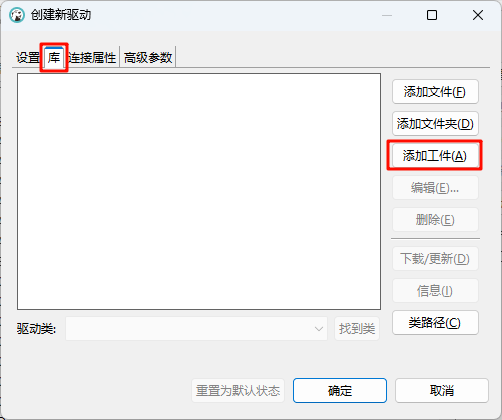 创建新驱动
设置 库 连接属性 高级参数
添加文件(F)
添加文件夹(D)
添加工件(A)
编辑(E)...
删除(E)
下载/更新(D)
信息(I)
类路径(C)
驱动类: 找到类
重置为默认状态 确定 取消